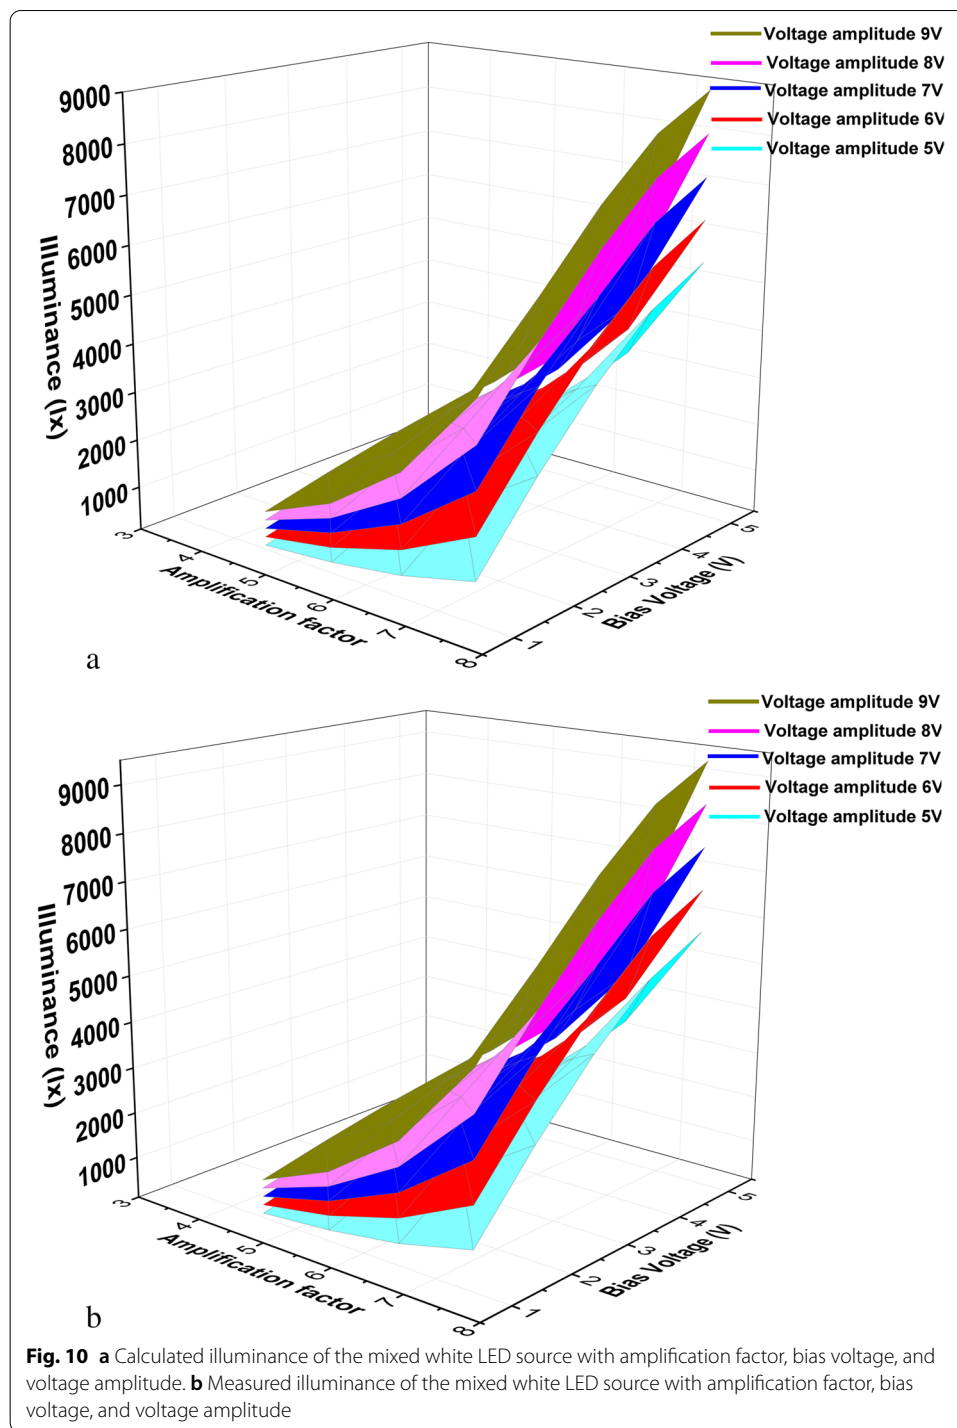 Voltage amplitude 9V
Voltage amplitude 8V
Voltage amplitude 7V
Voltage amplitude 6V
Voltage amplitude 5V
9000
8000
7000
6000
5000
4000
3000
2000
1000
Illuminance (lx)
3
4
5
6
7
8
Amplification factor
1
2
3
4
5
Bias Voltage (V)
a
Voltage amplitude 9V
Voltage amplitude 8V
Voltage amplitude 7V
Voltage amplitude 6V
Voltage amplitude 5V
9000
8000
7000
6000
5000
4000
3000
2000
1000
Illuminance (lx)
3
4
5
6
7
8
Amplification factor
1
2
3
4
5
Bias Voltage (V)
b
Fig. 10 a Calculated illuminance of the mixed white LED source with amplification factor, bias voltage, and
voltage amplitude. b Measured illuminance of the mixed white LED source with amplification factor, bias
voltage, and voltage amplitude